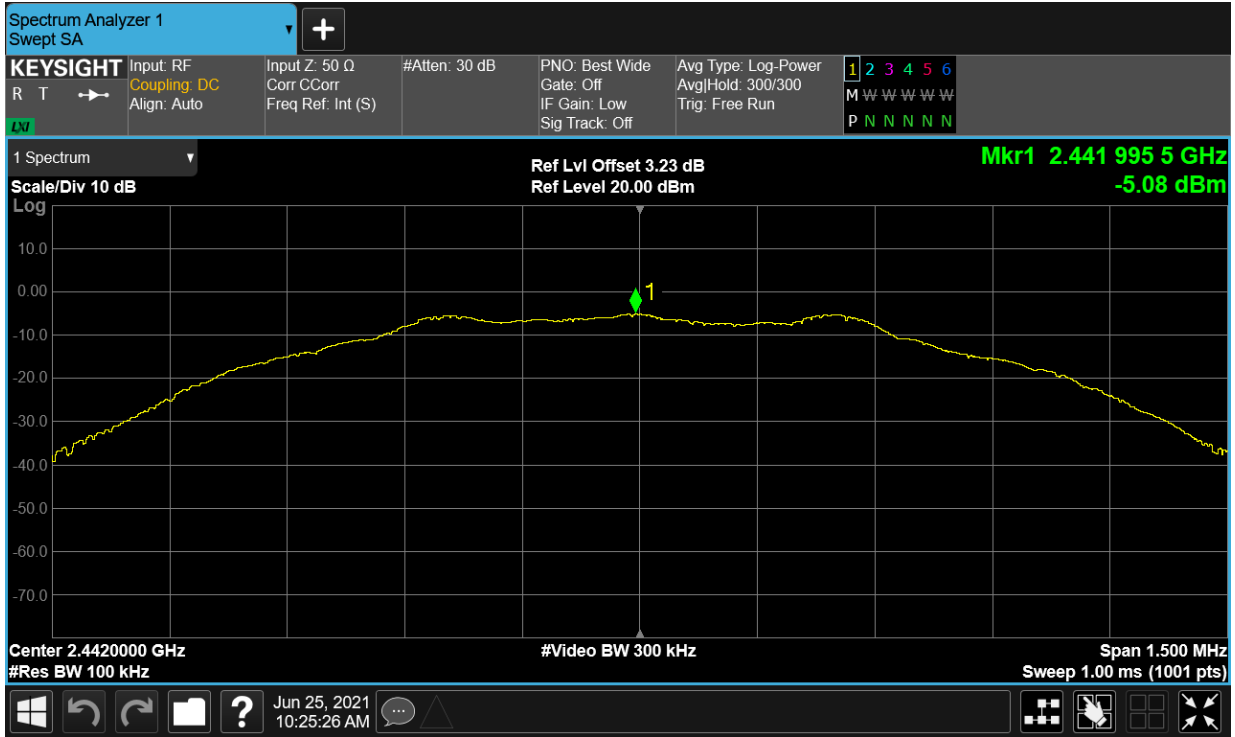 Spectrum Analyzer 1
Swept SA
KEYSIGHT
R T
LXI
Input: RF
Coupling: DC
Align: Auto
Input Z: 50 Ω
Corr CCorr
Freq Ref: Int (S)
#Atten: 30 dB
PNO: Best Wide
Gate: Off
IF Gain: Low
Sig Track: Off
Avg Type: Log-Power
Avg|Hold: 300/300
Trig: Free Run
1 2 3 4 5 6
M W W W W W
P N N N N N
1 Spectrum
Scale/Div 10 dB
Log
Ref Lvl Offset 3.23 dB
Ref Level 20.00 dBm
Mkr1 2.441 995 5 GHz
-5.08 dBm
1
10.0
0.00
-10.0
-20.0
-30.0
-40.0
-50.0
-60.0
-70.0
Center 2.4420000 GHz
#Res BW 100 kHz
#Video BW 300 kHz
Span 1.500 MHz
Sweep 1.00 ms (1001 pts)
?
Jun 25, 2021
10:25:26 AM